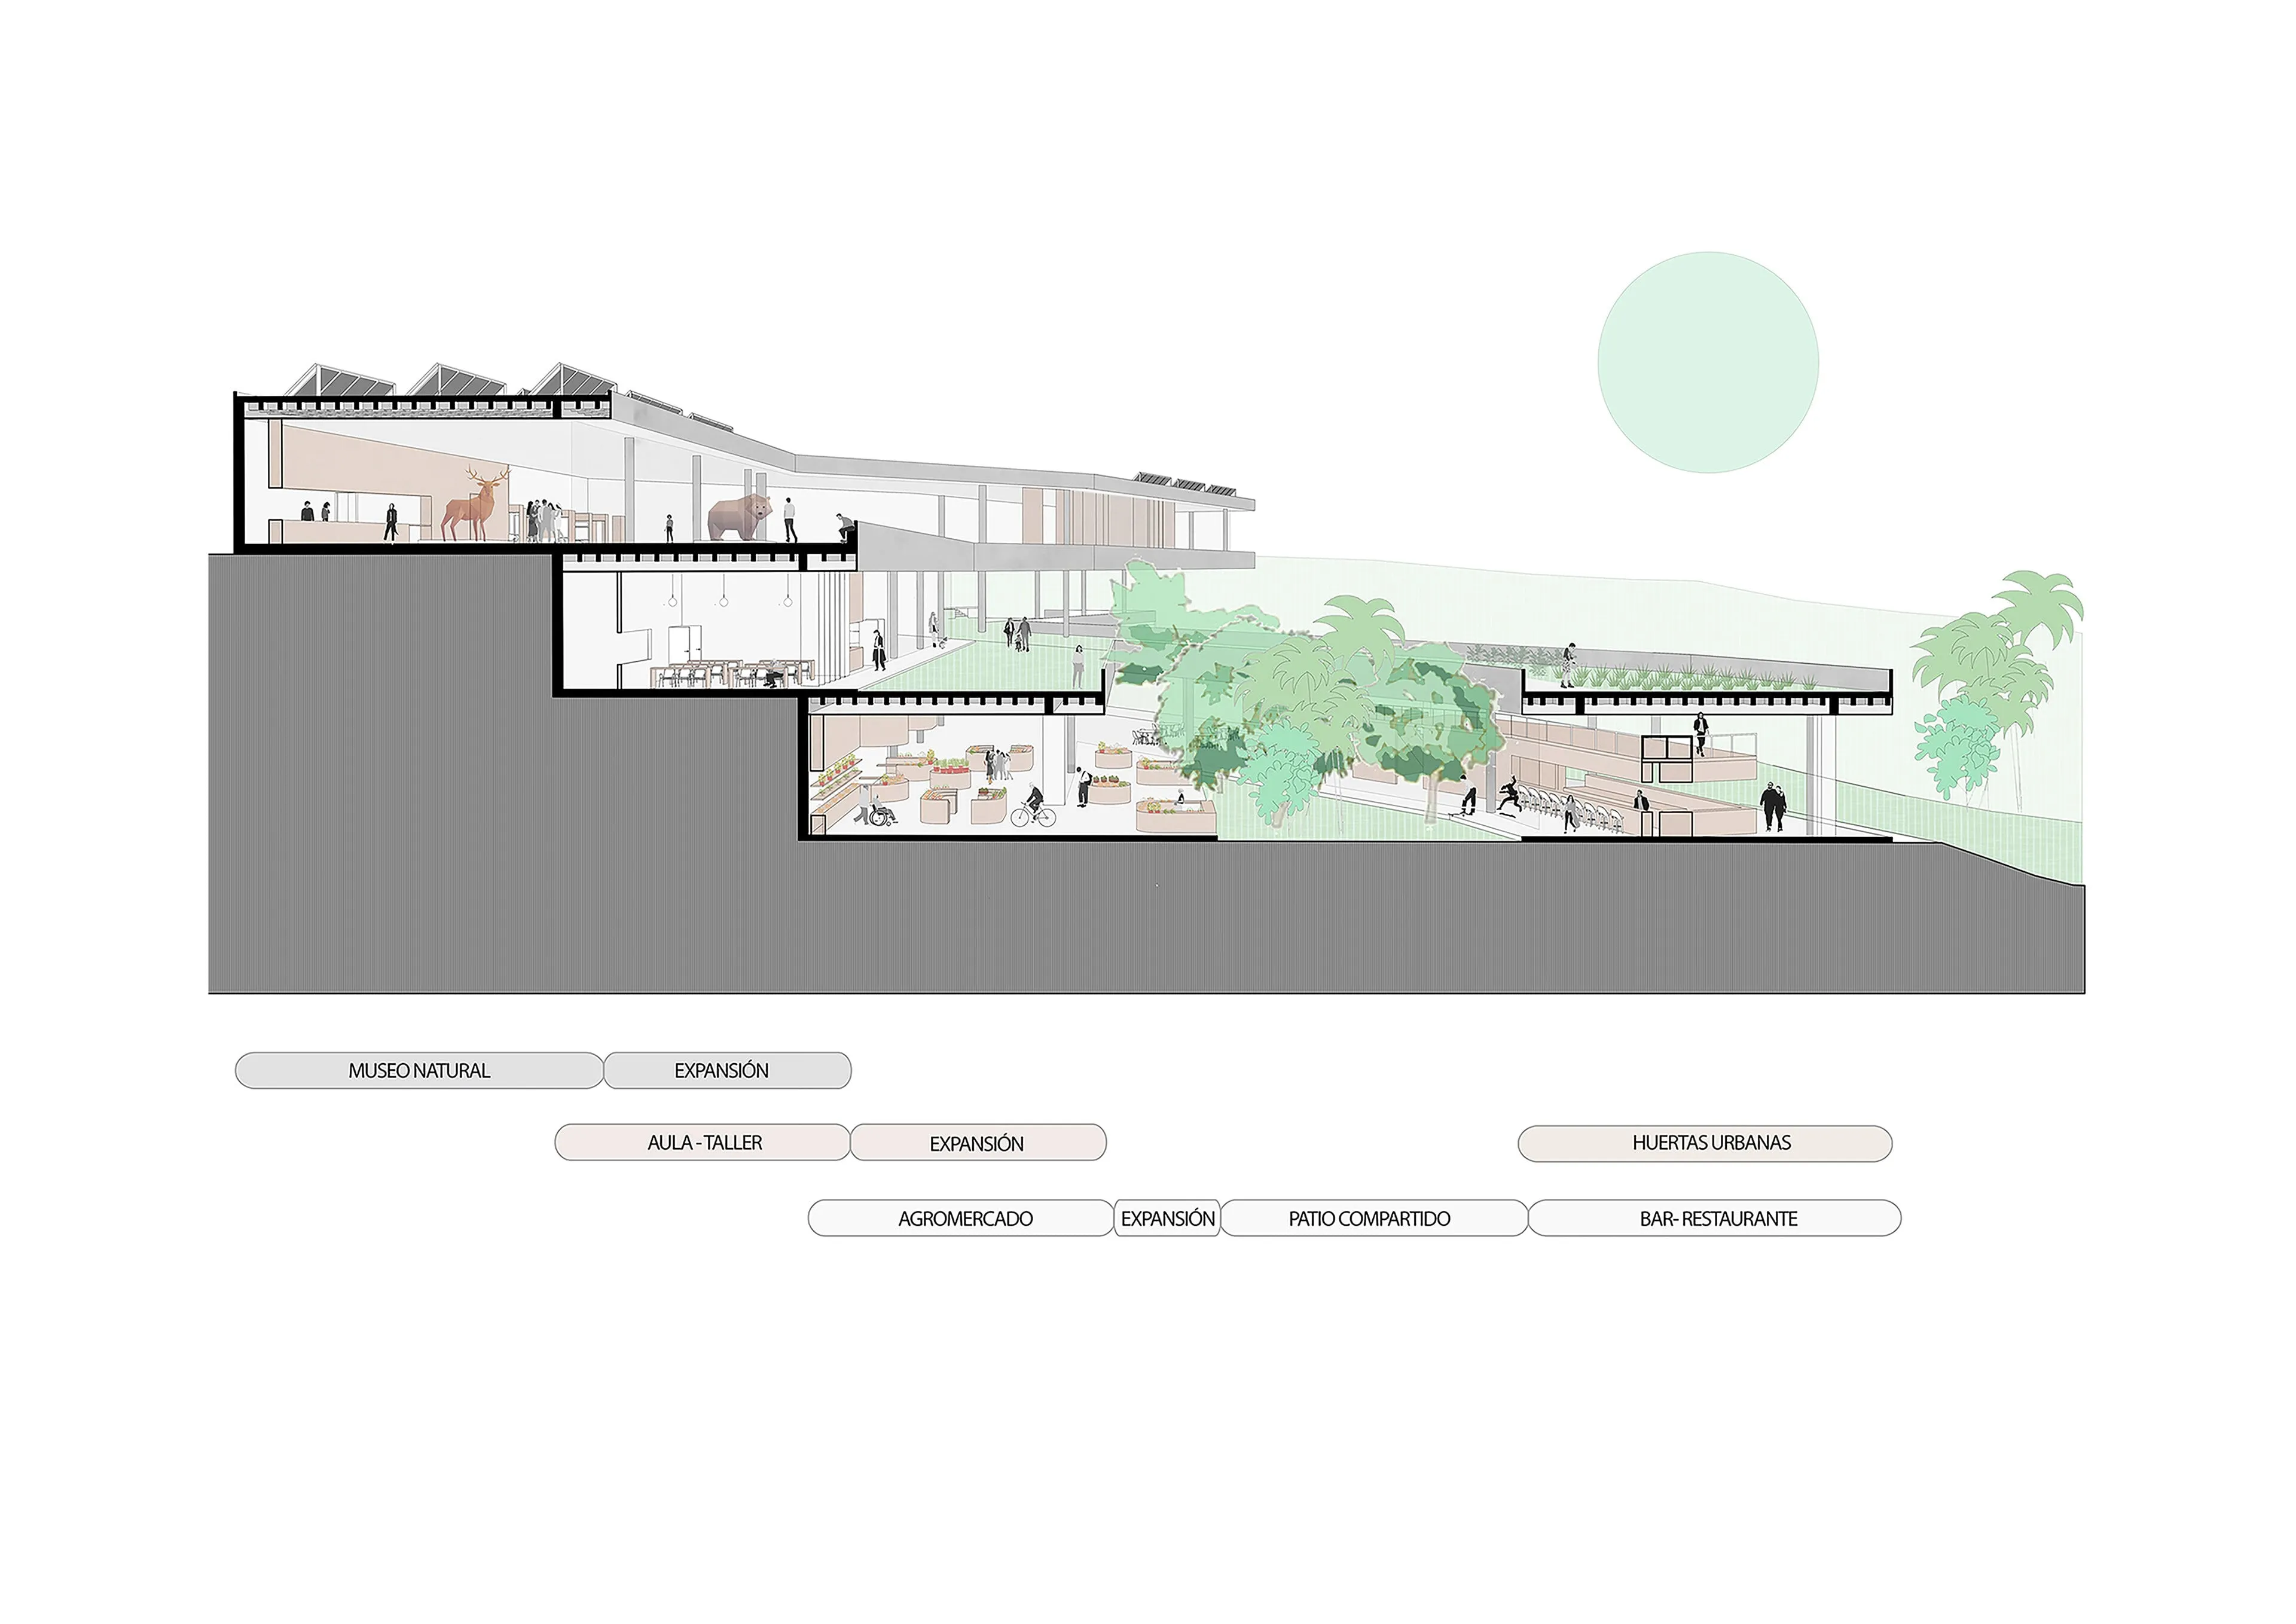 MUSEO NATURAL
EXPANSIÓN
AULA - TALLER
EXPANSIÓN
HUERTAS URBANAS
AGROMERCADO
EXPANSIÓN
PATIO COMPARTIDO
BAR- RESTAURANTE